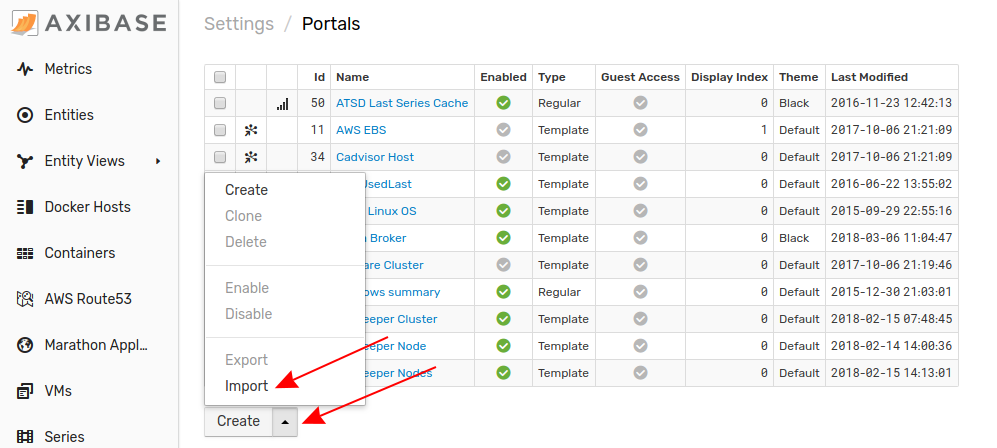 AXIBASE
Metrics
Entities
Entity Views
Docker Hosts
Containers
AWS Route53
Marathon Appl...
VMs
Series
Settings / Portals
Id Name Enabled Type Guest Access Display Index Theme Last Modified
50 ATSD Last Series Cache Regular 0 Black 2016-11-23 12:42:13
11 AWS EBS Template 1 Default 2017-10-06 21:21:09
34 Cadvisor Host Template 0 Default 2017-10-06 21:21:09
UsedLast Template 0 Default 2016-06-22 13:55:02
Linux OS Template 0 Default 2015-09-29 22:55:16
Broker Template 0 Black 2018-03-06 11:04:47
are Cluster Template 0 Default 2017-10-06 21:19:46
ows summary Regular 0 Default 2015-12-30 21:03:01
eeper Cluster Template 0 Default 2018-02-15 07:48:45
eeper Node Template 0 Default 2018-02-14 14:00:36
eeper Nodes Template 0 Default 2018-02-15 14:13:01
Create
Clone
Delete
Enable
Disable
Export
Import
Create